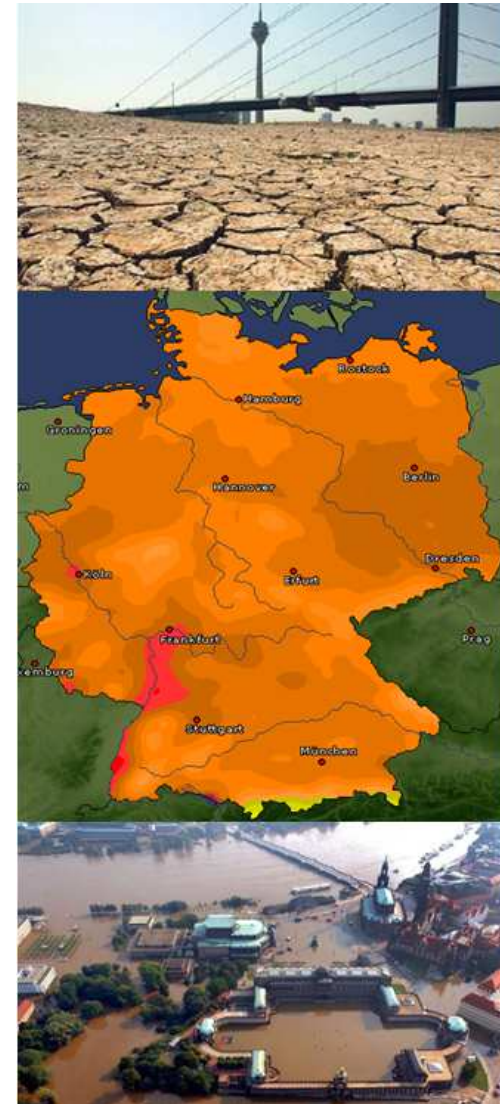 Rostock
Hamburg
Groningen
Berlin
Hannover
m
Dresden
Köln
Erfurt
Frankfurt
Prag
xemburg
Stuttgart
München